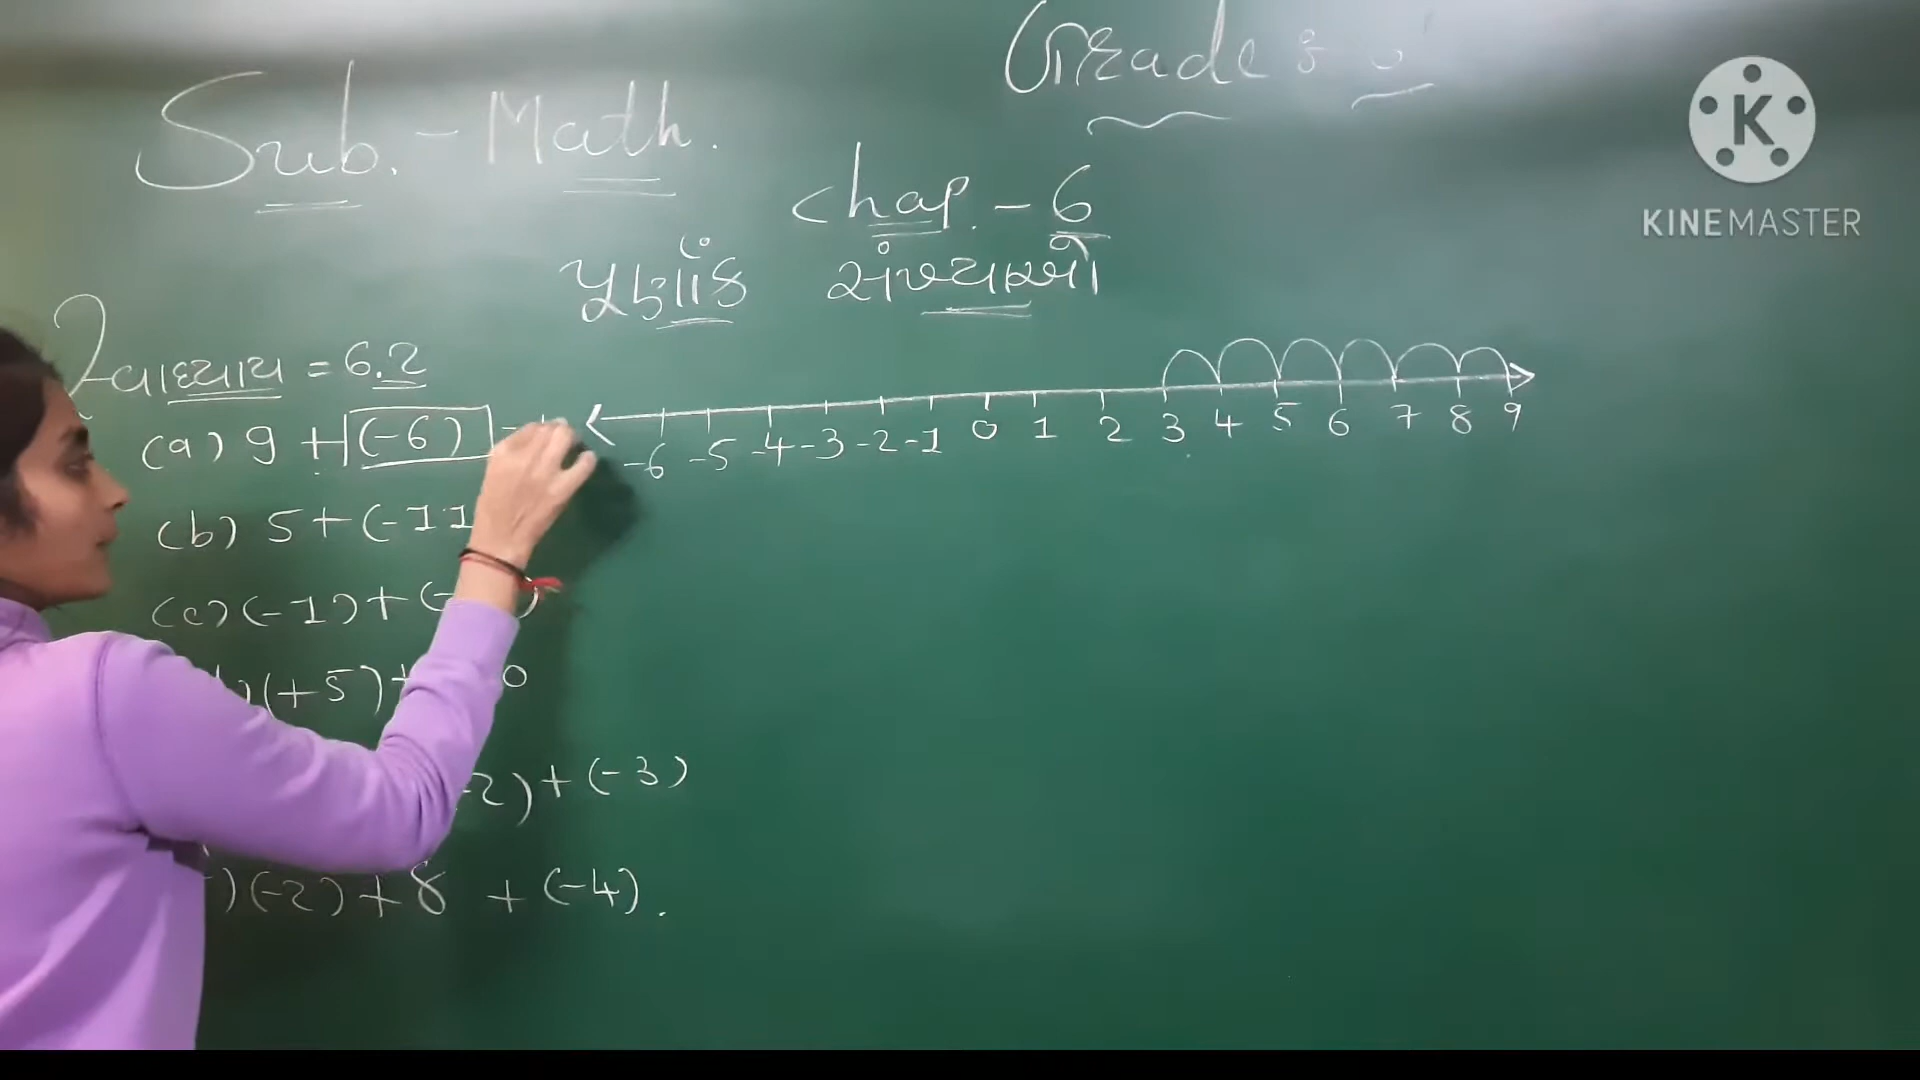 Sub. - Math.
Grade :
KINEMASTER
Chap. - 6
પૂર્ણાંક સંખ્યાઓ
સ્વાધ્યાય = 6.2
(a) 9 + (-6)
-6 -5 -4 -3 -2 -1 0 1 2 3 4 5 6 7 8 9
(b) 5 + (-11
(c) (-1) + (-
(+5) +
-2) + (-3)
) (-2) + 8 + (-4).